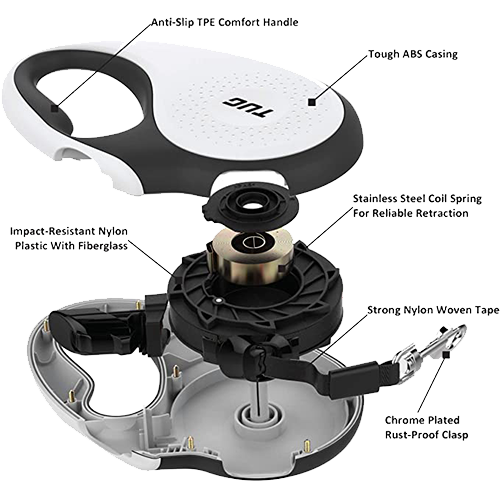 Anti-Slip TPE Comfort Handle
Tough ABS Casing
TUG
Stainless Steel Coil Spring
For Reliable Retraction
Impact-Resistant Nylon
Plastic With Fiberglass
Strong Nylon Woven Tape
Chrome Plated
Rust-Proof Clasp